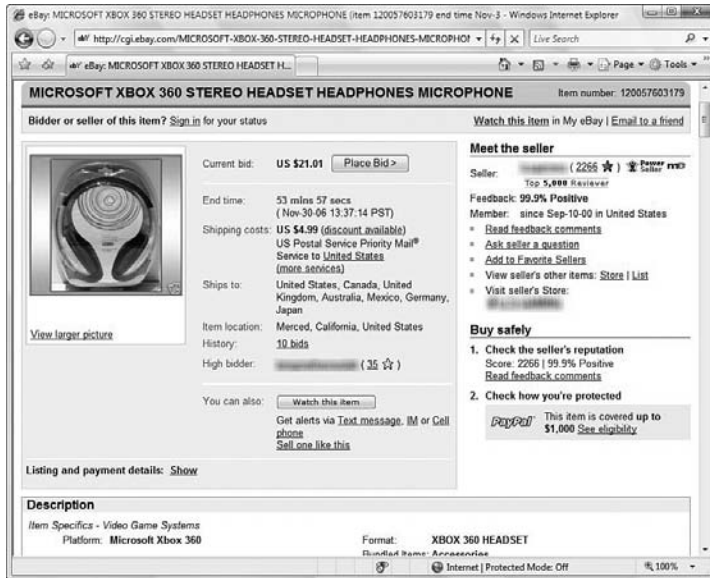 eBay: MICROSOFT XBOX 360 STEREO HEADSET HEADPHONES MICROPHONE (item 120057603179 end time Nov-3 - Windows Internet Explorer
http://cgi.ebay.com/MICROSOFT-XBOX-360-STEREO-HEADSET-HEADPHONES-MICROPHO
Live Search
eBay: MICROSOFT XBOX 360 STEREO HEADSET H...
Page
Tools
MICROSOFT XBOX 360 STEREO HEADSET HEADPHONES MICROPHONE
Item number: 120057603179
Bidder or seller of this item? Sign in for your status
Watch this item in My eBay | Email to a friend
View larger picture
Current bid: US $21.01 Place Bid >
End time: 53 mins 57 secs
(Nov-30-06 13:37:14 PST)
Shipping costs: US $4.99 (discount available)
US Postal Service Priority Mail®
Service to United States
(more services)
Ships to: United States, Canada, United
Kingdom, Australia, Mexico, Germany,
Japan
Item location: Merced, California, United States
History: 10 bids
High bidder: ( 35 )
You can also: Watch this item
Get alerts via Text message, IM or Cell
phone
Sell one like this
Listing and payment details: Show
Meet the seller
Seller: ( 2266 ) Power Seller me
Top 5,000 Reviewer
Feedback: 99.9% Positive
Member: since Sep-10-00 in United States
Read feedback comments
Ask seller a question
Add to Favorite Sellers
View seller's other items: Store | List
Visit seller's Store:
Buy safely
1. Check the seller's reputation
Score: 2266 | 99.9% Positive
Read feedback comments
2. Check how you're protected
PayPal This item is covered up to
$1,000 See eligibility
Description
Item Specifics - Video Game Systems
Platform: Microsoft Xbox 360
Format: XBOX 360 HEADSET
Bundled Items: Accessories
Internet | Protected Mode: Off
100%